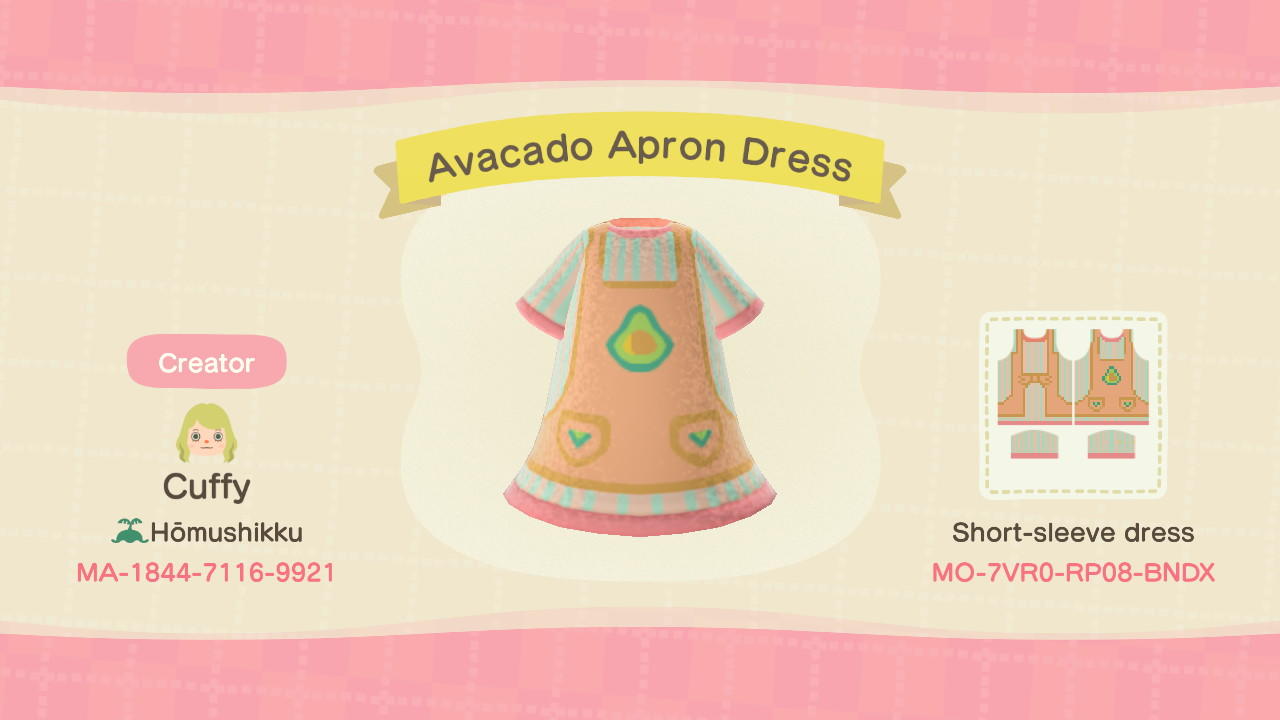 Avacado Apron Dress
Creator
Cuffy
Hōmushikku
MA-1844-7116-9921
Short-sleeve dress
MO-7VR0-RP08-BNDX